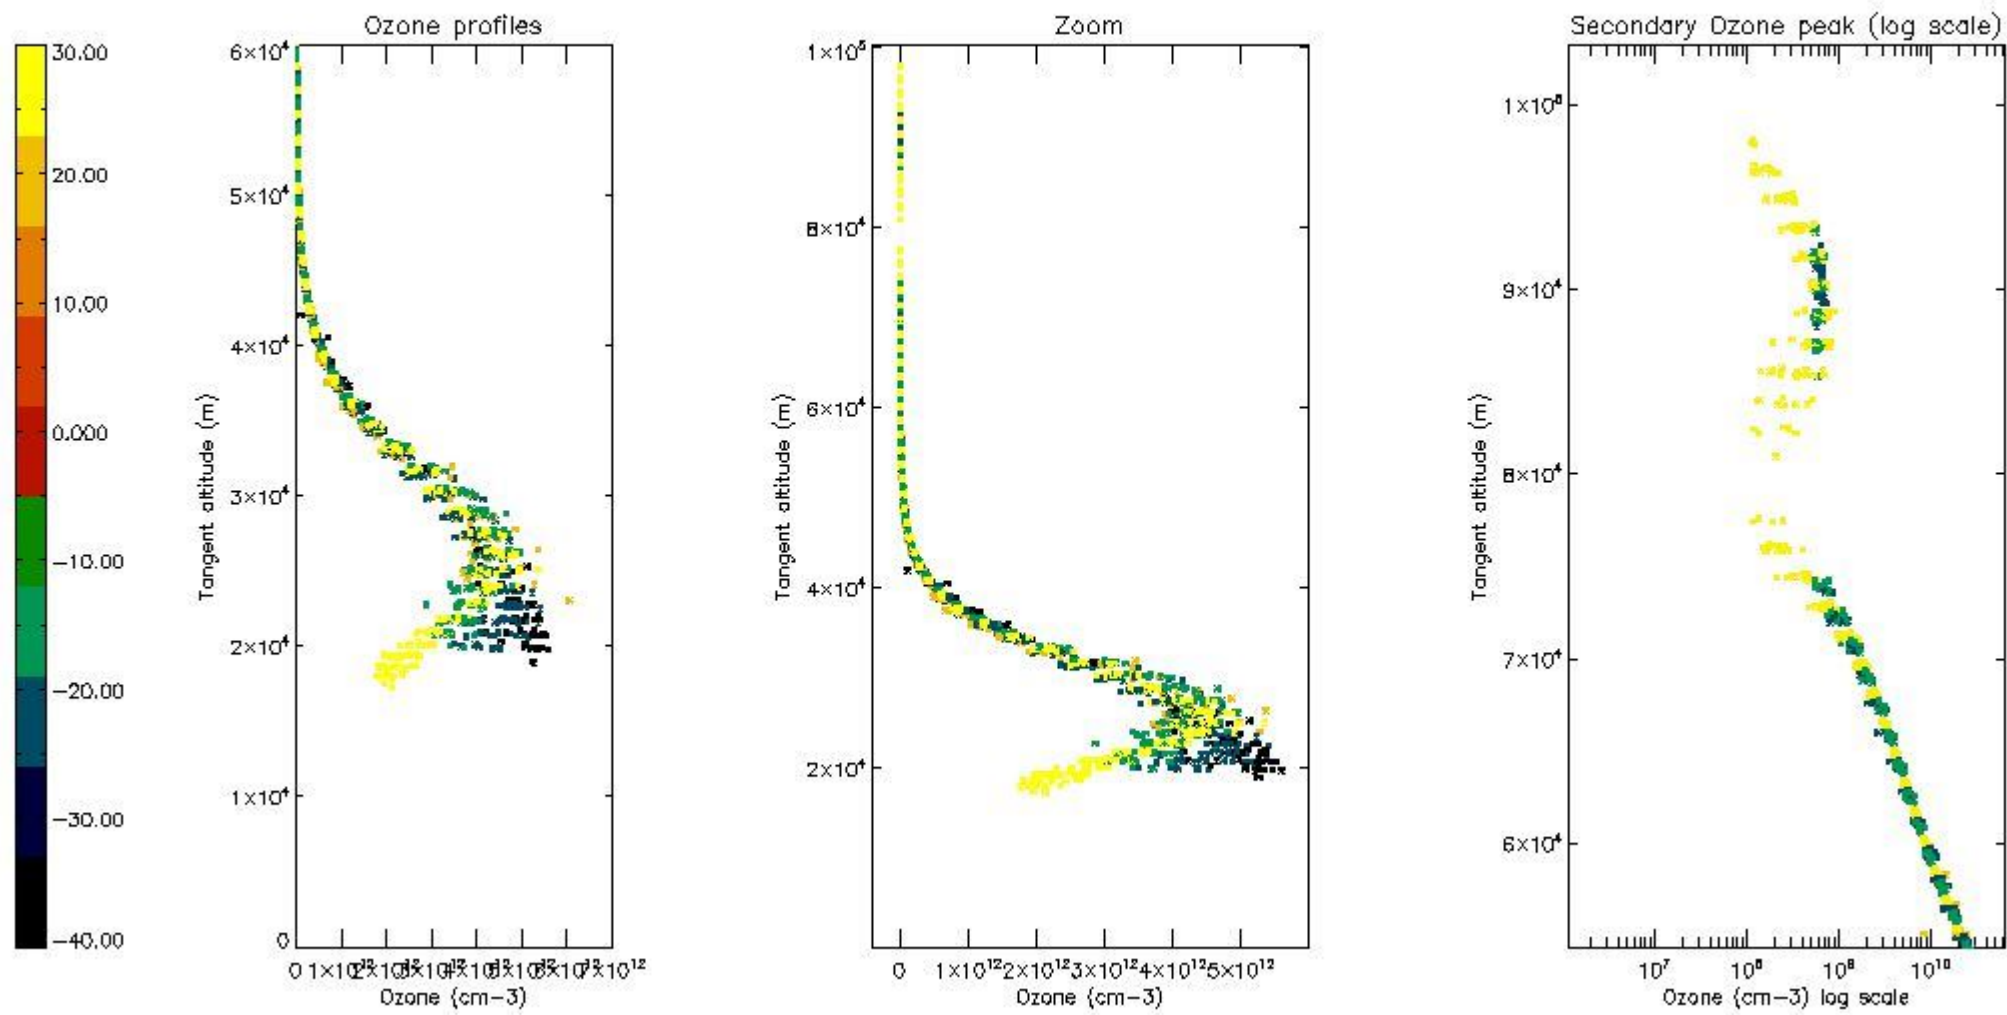 Ozone profiles
Zoom
Secondary Ozone peak (log scale)
30.00
20.00
10.00
0.000
−10.00
−20.00
−30.00
−40.00
6×10⁴
5×10⁴
4×10⁴
3×10⁴
2×10⁴
1×10⁴
0
Tangent altitude (m)
Ozone (cm−3)
1×10⁵
8×10⁴
6×10⁴
4×10⁴
2×10⁴
Tangent altitude (m)
0 1×10¹² 2×10¹² 3×10¹² 4×10¹² 5×10¹²
Ozone (cm−3)
9×10⁴
8×10⁴
7×10⁴
6×10⁴
Tangent altitude (m)
10⁷ 10⁸ 10⁹ 10¹⁰
Ozone (cm−3) log scale